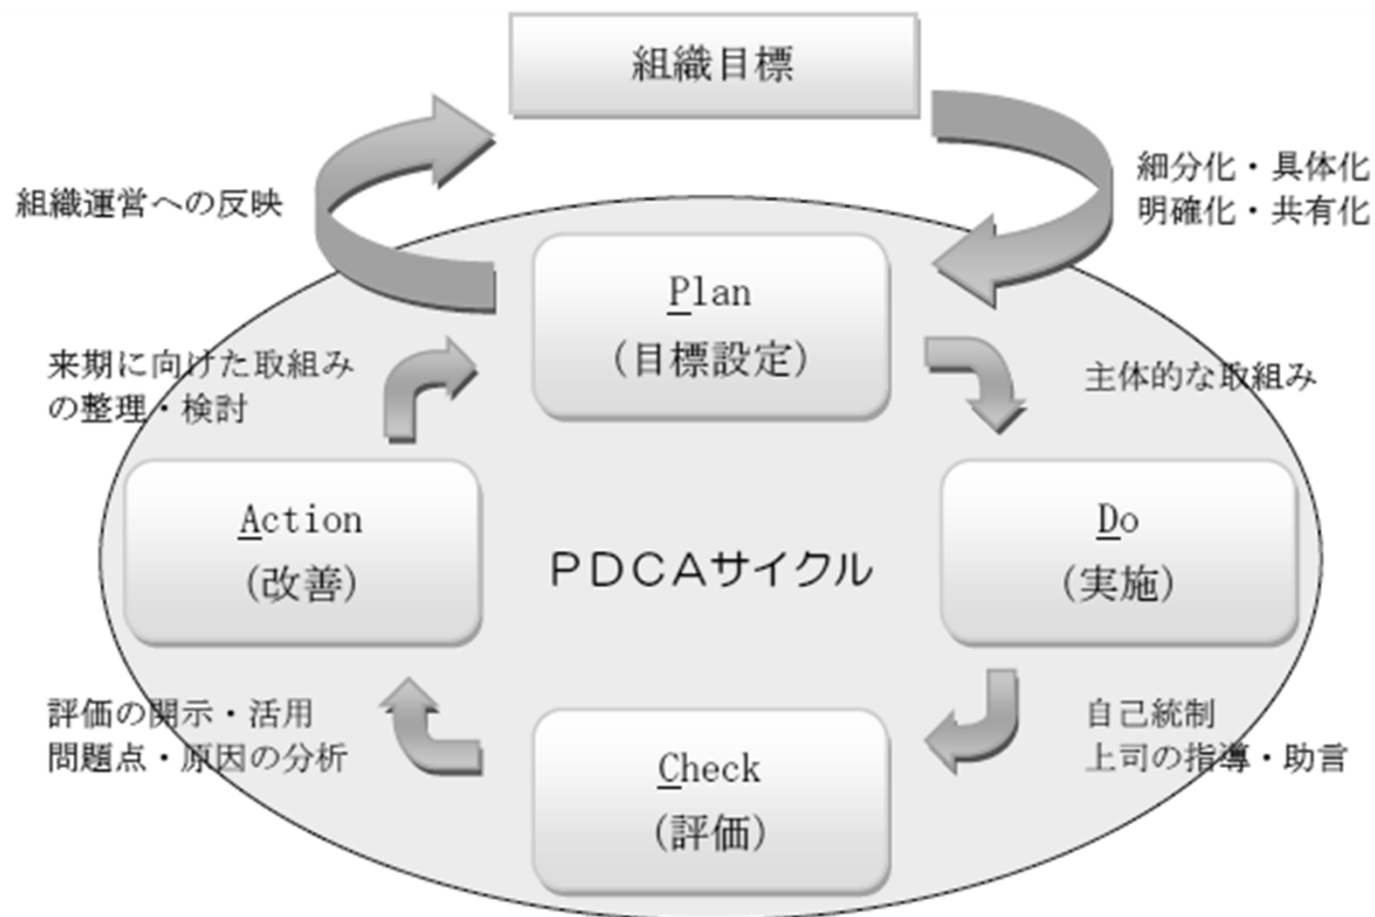 組織目標
細分化・具体化
明確化・共有化
組織運営への反映
Plan
(目標設定)
来期に向けた取組み
の整理・検討
主体的な取組み
Action
(改善)
PDCAサイクル
Do
(実施)
評価の開示・活用
問題点・原因の分析
自己統制
上司の指導・助言
Check
(評価)